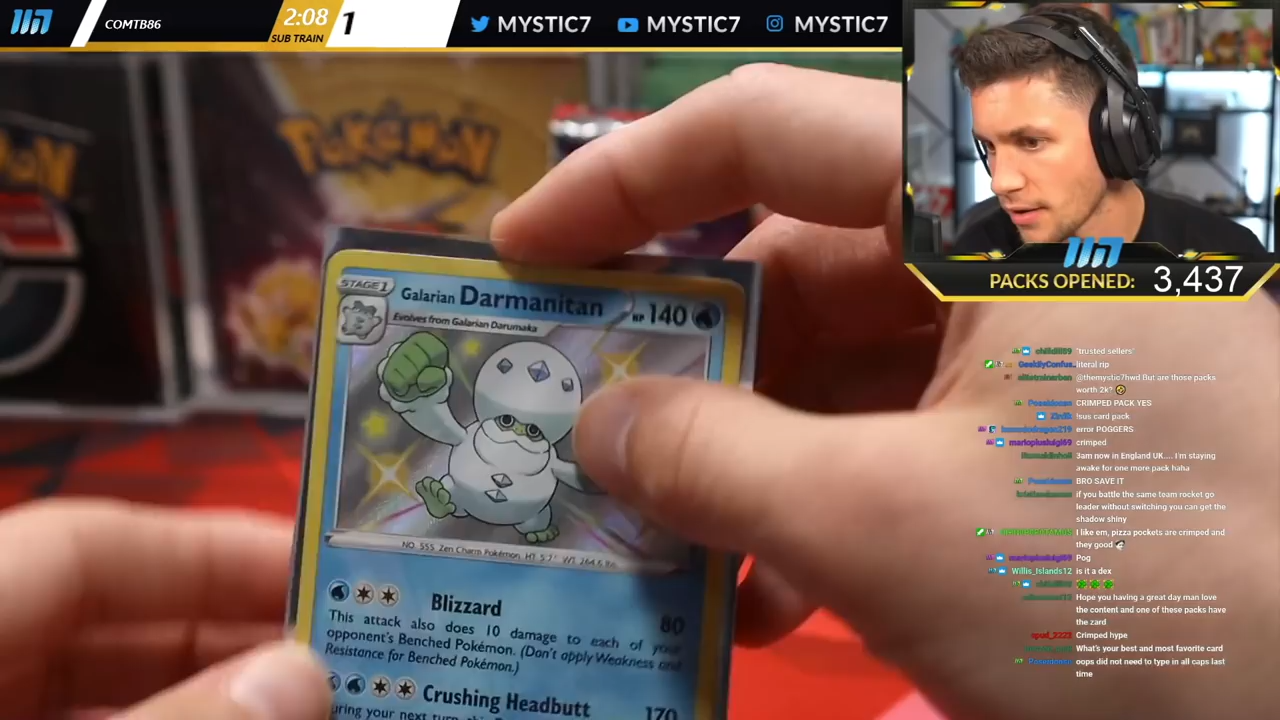 COMTB86
2:08
SUB TRAIN
1
MYSTIC7
MYSTIC7
MYSTIC7
POKéMON
STAGE 1
Galarian Darmanitan
HP 140
Evolves from Galarian Darumaka
NO. 555 Zen Charm Pokémon HT: 5'7"
Blizzard
80
This attack also does 10 damage to each of your
opponent's Benched Pokémon. (Don't apply Weakness and
Resistance for Benched Pokémon.)
Crushing Headbutt
170
PACKS OPENED: 3,437
"trusted sellers"
GeeklyConfus..
literal rip
@themystic7hwd But are those packs
worth 2k?
CRIMPED PACK YES
!sus card pack
error POGGERS
marioplusluigi69 crimped
3am now in England UK.... I'm staying
awake for one more pack haha
BRO SAVE IT
if you battle the same team rocket go
leader without switching you can get the
shadow shiny
I like em, pizza pockets are crimped and
they good
marioplusluigi69 Pog
Willis_Islands12 is it a dex
Hope you having a great day man love
the content and one of these packs have
the zard
spud_2223 Crimped hype
What's your best and most favorite card
oops did not need to type in all caps last
time